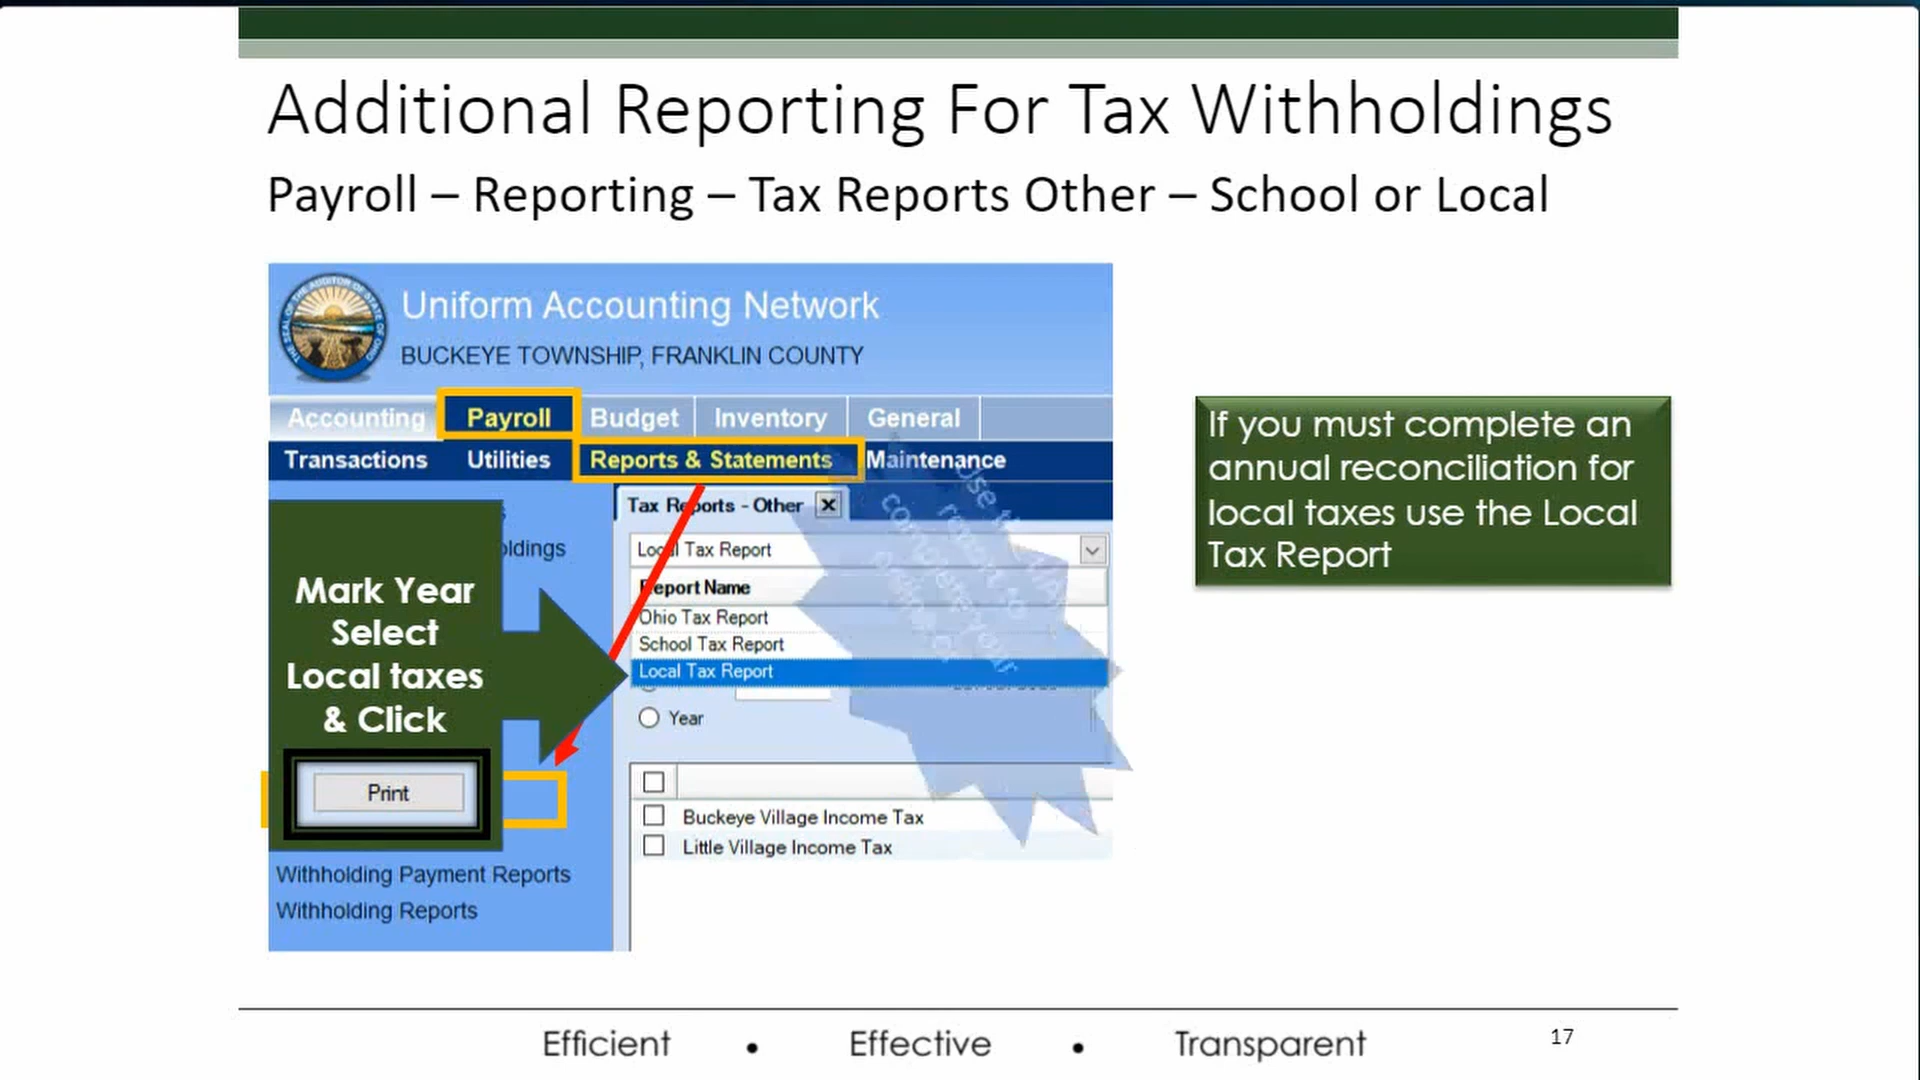 Additional Reporting For Tax Withholdings
Payroll – Reporting – Tax Reports Other – School or Local
Uniform Accounting Network
BUCKEYE TOWNSHIP, FRANKLIN COUNTY
Accounting Payroll Budget Inventory General
Transactions Utilities Reports & Statements Maintenance
Tax Reports - Other
Local Tax Report
Report Name
Ohio Tax Report
School Tax Report
Local Tax Report
Year
Buckeye Village Income Tax
Little Village Income Tax
oldings
Mark Year
Select
Local taxes
& Click
Print
Withholding Payment Reports
Withholding Reports
If you must complete an
annual reconciliation for
local taxes use the Local
Tax Report
Efficient • Effective • Transparent
17